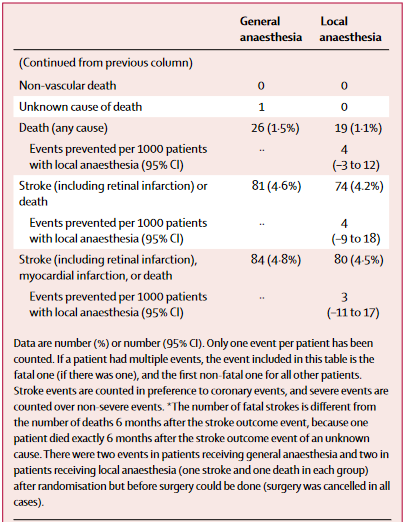 General anaesthesia Local anaesthesia
(Continued from previous column)
Non-vascular death 0 0
Unknown cause of death 1 0
Death (any cause) 26 (1·5%) 19 (1·1%)
Events prevented per 1000 patients with local anaesthesia (95% CI) ·· 4 (–3 to 12)
Stroke (including retinal infarction) or death 81 (4·6%) 74 (4.2%)
Events prevented per 1000 patients with local anaesthesia (95% CI) ·· 4 (–9 to 18)
Stroke (including retinal infarction), myocardial infarction, or death 84 (4·8%) 80 (4·5%)
Events prevented per 1000 patients with local anaesthesia (95% CI) ·· 3 (–11 to 17)
Data are number (%) or number (95% CI). Only one event per patient has been
counted. If a patient had multiple events, the event included in this table is the
fatal one (if there was one), and the first non-fatal one for all other patients.
Stroke events are counted in preference to coronary events, and severe events are
counted over non-severe events. *The number of fatal strokes is different from
the number of deaths 6 months after the stroke outcome event, because one
patient died exactly 6 months after the stroke outcome event of an unknown
cause. There were two events in patients receiving general anaesthesia and two in
patients receiving local anaesthesia (one stroke and one death in each group)
after randomisation but before surgery could be done (surgery was cancelled in all
cases).